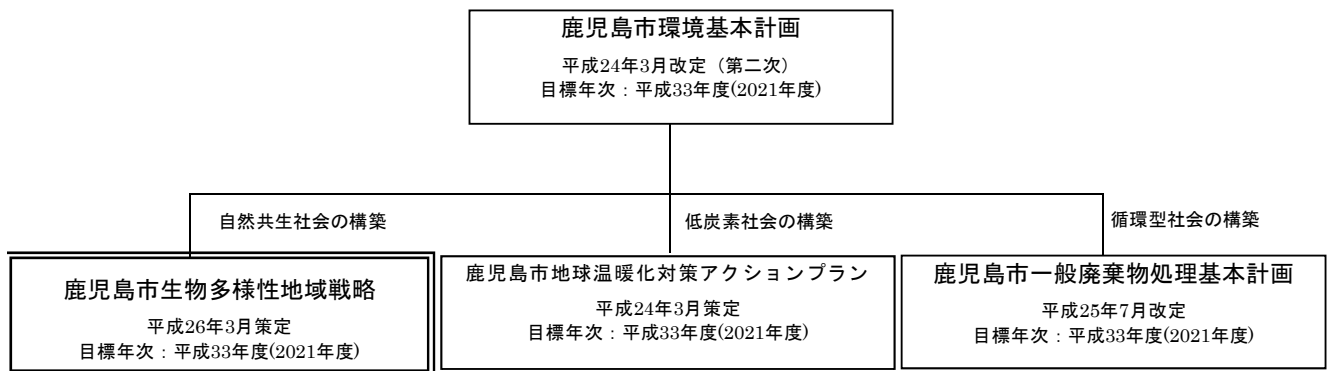 鹿児島市環境基本計画
平成24年3月改定（第二次）
目標年次：平成33年度(2021年度)
自然共生社会の構築
低炭素社会の構築
循環型社会の構築
鹿児島市生物多様性地域戦略
平成26年3月策定
目標年次：平成33年度(2021年度)
鹿児島市地球温暖化対策アクションプラン
平成24年3月策定
目標年次：平成33年度(2021年度)
鹿児島市一般廃棄物処理基本計画
平成25年7月改定
目標年次：平成33年度(2021年度)